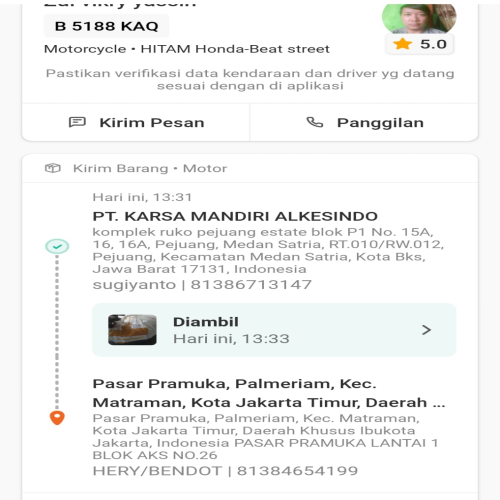 Zul vikry yassin
B 5188 KAQ
5.0
Motorcycle • HITAM Honda-Beat street
Pastikan verifikasi data kendaraan dan driver yg datang
sesuai dengan di aplikasi
Kirim Pesan
Panggilan
Kirim Barang • Motor
Hari ini, 13:31
PT. KARSA MANDIRI ALKESINDO
komplek ruko pejuang estate blok P1 No. 15A,
16, 16A, Pejuang, Medan Satria, RT.010/RW.012,
Pejuang, Kecamatan Medan Satria, Kota Bks,
Jawa Barat 17131, Indonesia
sugiyanto | 81386713147
Diambil
Hari ini, 13:33
Pasar Pramuka, Palmeriam, Kec.
Matraman, Kota Jakarta Timur, Daerah ...
Pasar Pramuka, Palmeriam, Kec. Matraman,
Kota Jakarta Timur, Daerah Khusus Ibukota
Jakarta, Indonesia PASAR PRAMUKA LANTAI 1
BLOK AKS NO.26
HERY/BENDOT | 81384654199